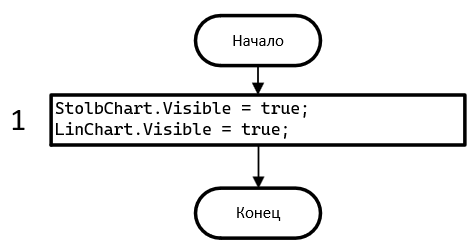 Начало
1
StolbChart.Visible = true;
LinChart.Visible = true;
Конец